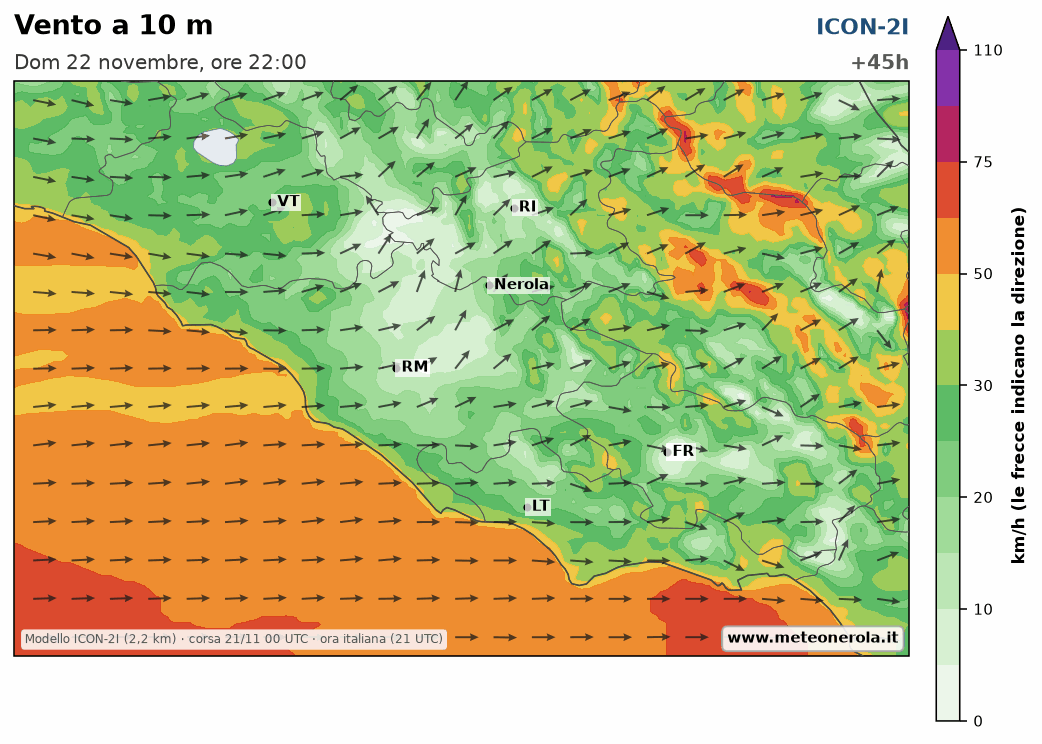 Vento a 10 m
ICON-2I
Dom 22 novembre, ore 22:00
+45h
VT
RI
Nerola
RM
FR
LT
Modello ICON-2I (2,2 km) · corsa 21/11 00 UTC · ora italiana (21 UTC)
www.meteonerola.it
110
75
50
30
20
10
0
km/h (le frecce indicano la direzione)